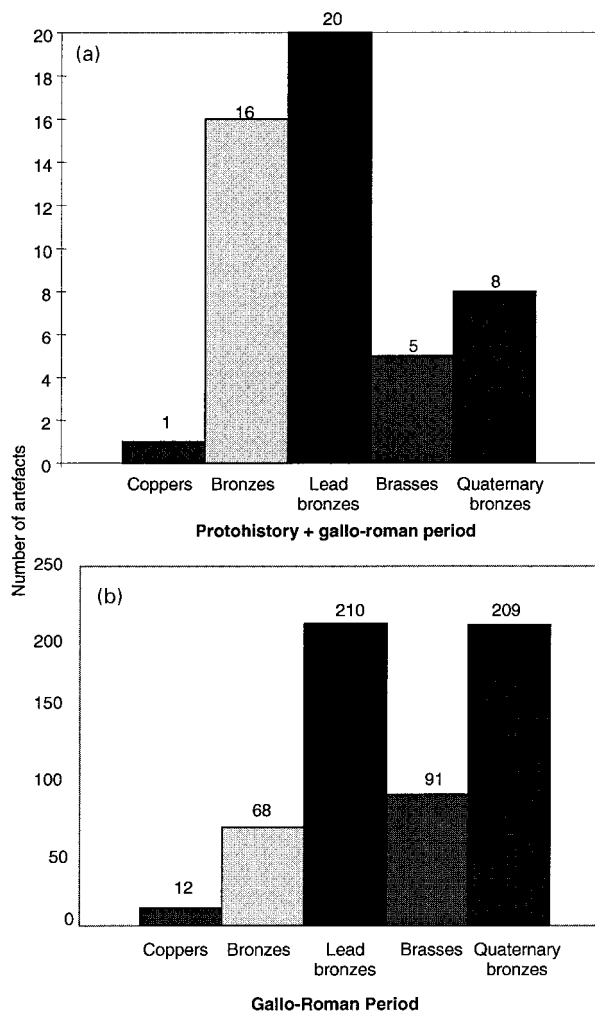 (a)
20
18
16
14
12
10
8
6
4
2
0
1
16
20
5
8
Coppers
Bronzes
Lead
bronzes
Brasses
Quaternary
bronzes
Protohistory + gallo-roman period
Number of artefacts
(b)
250
200
150
100
50
0
12
68
210
91
209
Coppers
Bronzes
Lead
bronzes
Brasses
Quaternary
bronzes
Gallo-Roman Period